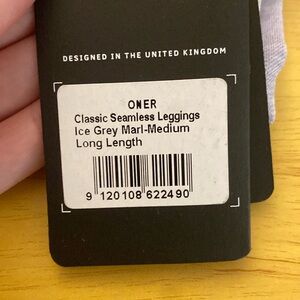 DESIGNED IN THE UNITED KINGDOM
ONER
Classic Seamless Leggings
Ice Grey Marl-Medium
Long Length
9 120108 622490